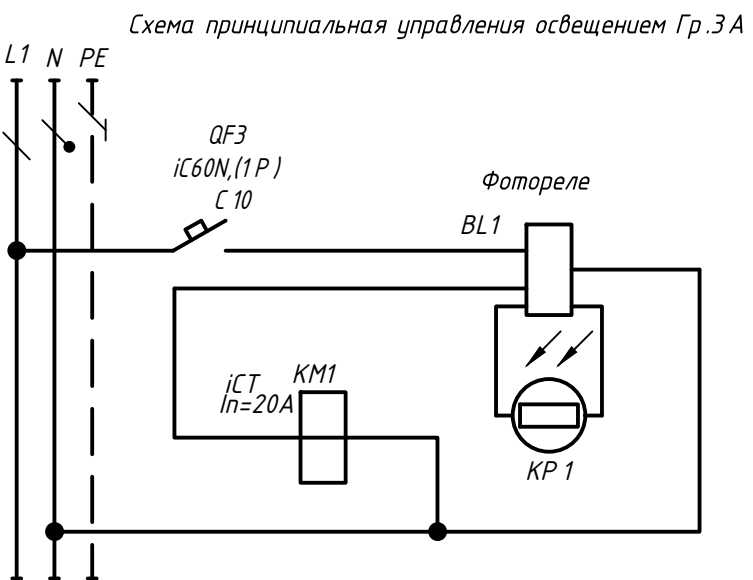 Схема принципиальная управления освещением Гр.3 А
L1 N PE
QF3
iC60N,(1P)
C 10
Фотореле
BL1
iCT
In=20A
KM1
KP 1